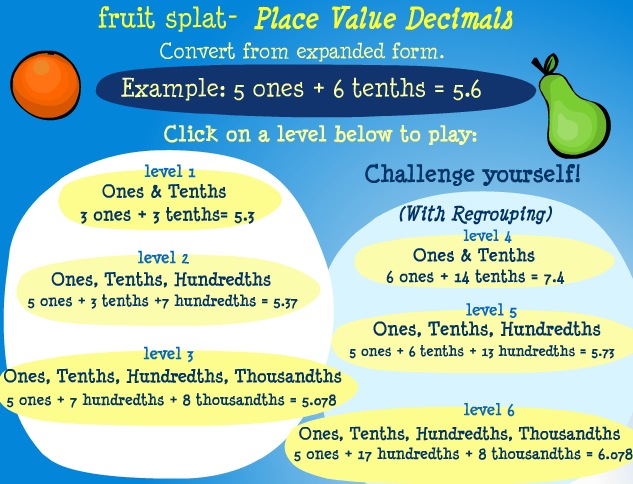 fruit splat- Place Value Decimals
Convert from expanded form.
Example: 5 ones + 6 tenths = 5.6
Click on a level below to play:
level 1
Ones & Tenths
3 ones + 3 tenths= 5.3
level 2
Ones, Tenths, Hundredths
5 ones + 3 tenths +7 hundredths = 5.37
level 3
Ones, Tenths, Hundredths, Thousandths
5 ones + 7 hundredths + 8 thousandths = 5.078
Challenge yourself!
(With Regrouping)
level 4
Ones & Tenths
6 ones + 14 tenths = 7.4
level 5
Ones, Tenths, Hundredths
5 ones + 6 tenths + 13 hundredths = 5.73
level 6
Ones, Tenths, Hundredths, Thousandths
5 ones + 17 hundredths + 8 thousandths = 6.078